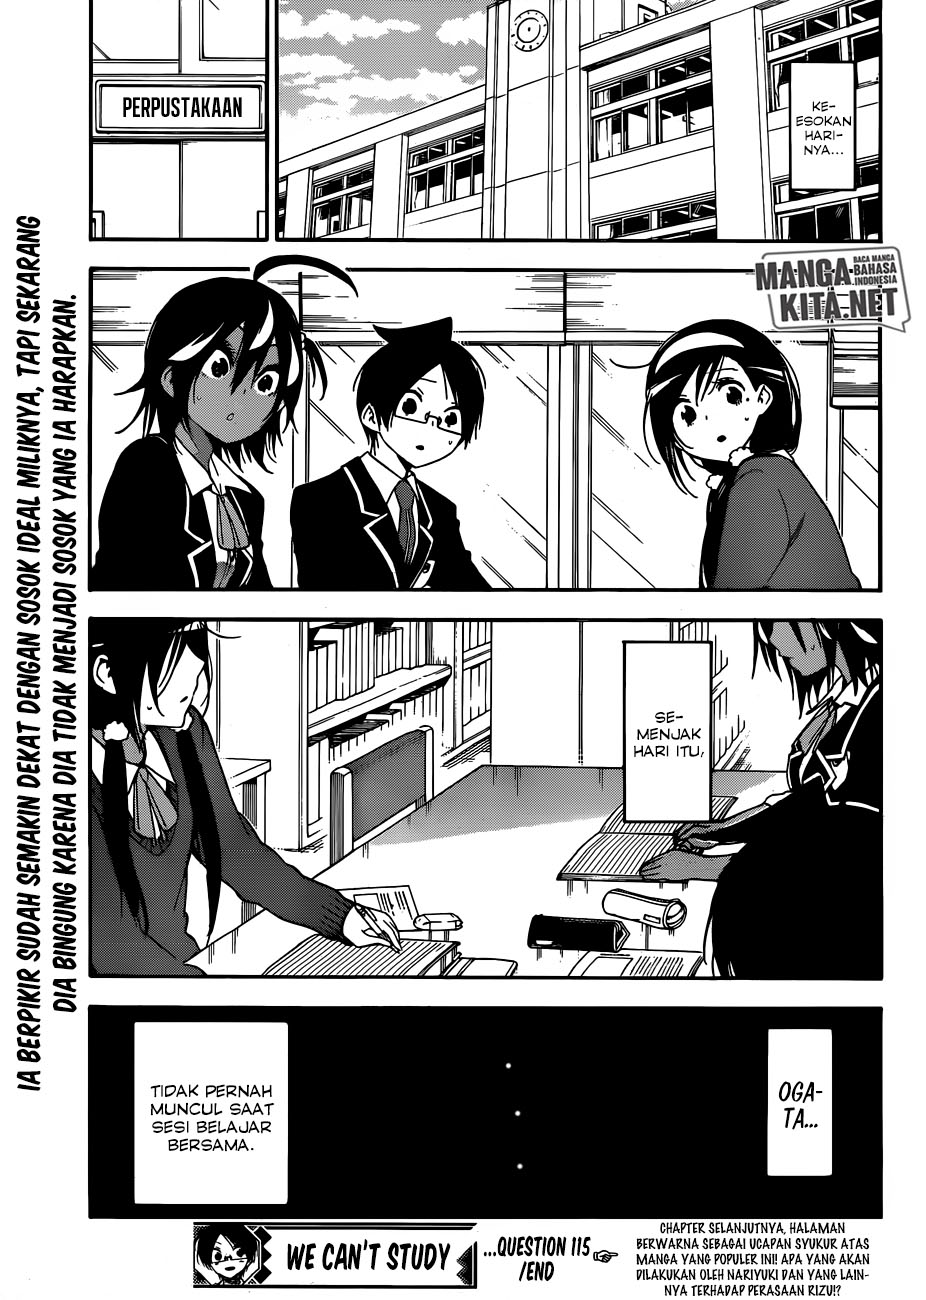 KE-
ESOKAN
HARI-
NYA...
PERPUSTAKAAN
MANGA
BACA MANGA
BAHASA
INDONESIA
KITA.NET
SE-
MENJAK
HARI ITU,
OGA-
TA...
TIDAK PERNAH
MUNCUL SAAT
SESI BELAJAR
BERSAMA.
IA BERPIKIR SUDAH SEMAKIN DEKAT DENGAN SOSOK IDEAL MILIKNYA, TAPI SEKARANG
DIA BINGUNG KARENA DIA TIDAK MENJADI SOSOK YANG IA HARAPKAN.
WE CAN'T STUDY
...QUESTION 115
/END
CHAPTER SELANJUTNYA, HALAMAN
BERWARNA SEBAGAI UCAPAN SYUKUR ATAS
MANGA YANG POPULER INI! APA YANG AKAN
DILAKUKAN OLEH NARIYUKI DAN YANG LAIN-
NYA TERHADAP PERASAAN RIZU!?